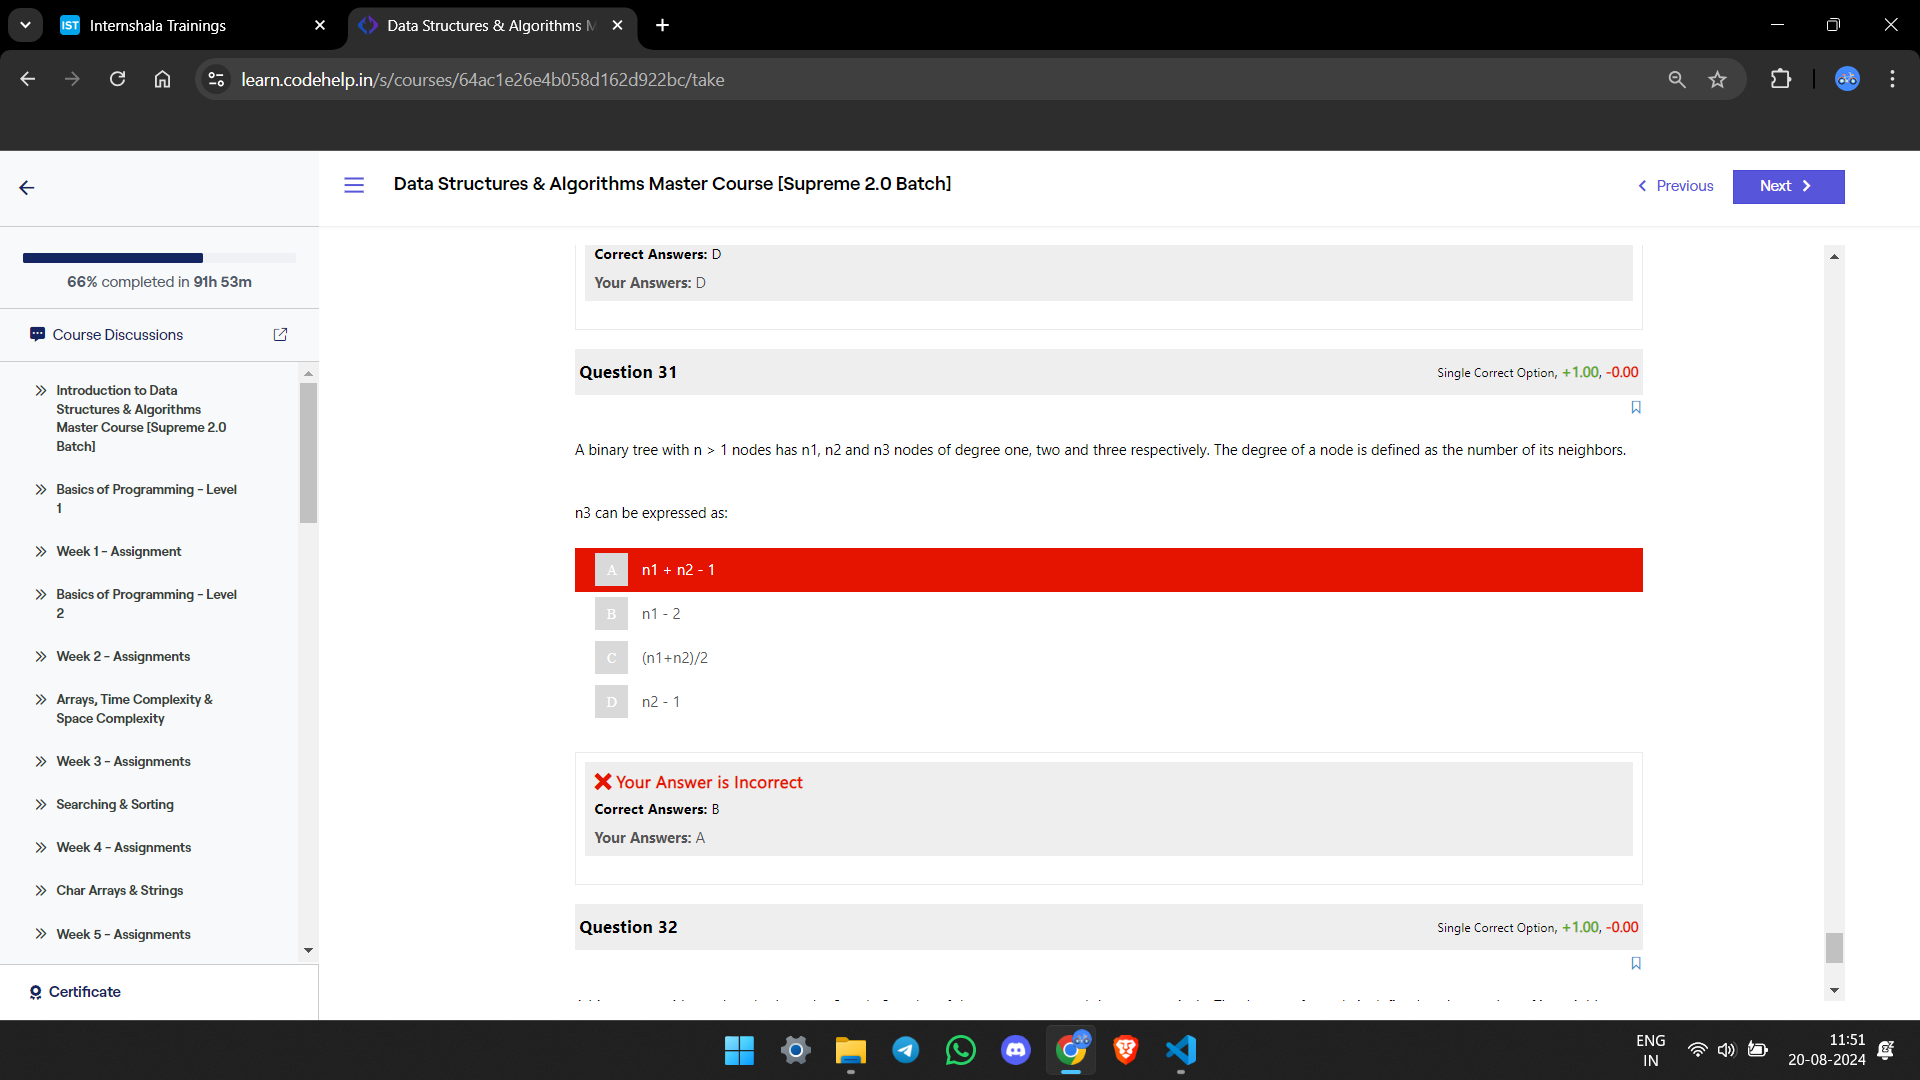 IST Internshala Trainings
Data Structures & Algorithms M
learn.codehelp.in/s/courses/64ac1e26e4b058d162d922bc/take
Data Structures & Algorithms Master Course [Supreme 2.0 Batch]
Previous
Next
66% completed in 91h 53m
Course Discussions
Introduction to Data
Structures & Algorithms
Master Course [Supreme 2.0
Batch]
Basics of Programming - Level
1
Week 1 - Assignment
Basics of Programming - Level
2
Week 2 - Assignments
Arrays, Time Complexity &
Space Complexity
Week 3 - Assignments
Searching & Sorting
Week 4 - Assignments
Char Arrays & Strings
Week 5 - Assignments
Certificate
Correct Answers: D
Your Answers: D
Question 31
Single Correct Option, +1.00, -0.00
A binary tree with n > 1 nodes has n1, n2 and n3 nodes of degree one, two and three respectively. The degree of a node is defined as the number of its neighbors.
n3 can be expressed as:
A n1 + n2 - 1
B n1 - 2
C (n1+n2)/2
D n2 - 1
Your Answer is Incorrect
Correct Answers: B
Your Answers: A
Question 32
Single Correct Option, +1.00, -0.00
ENG
IN
11:51
20-08-2024